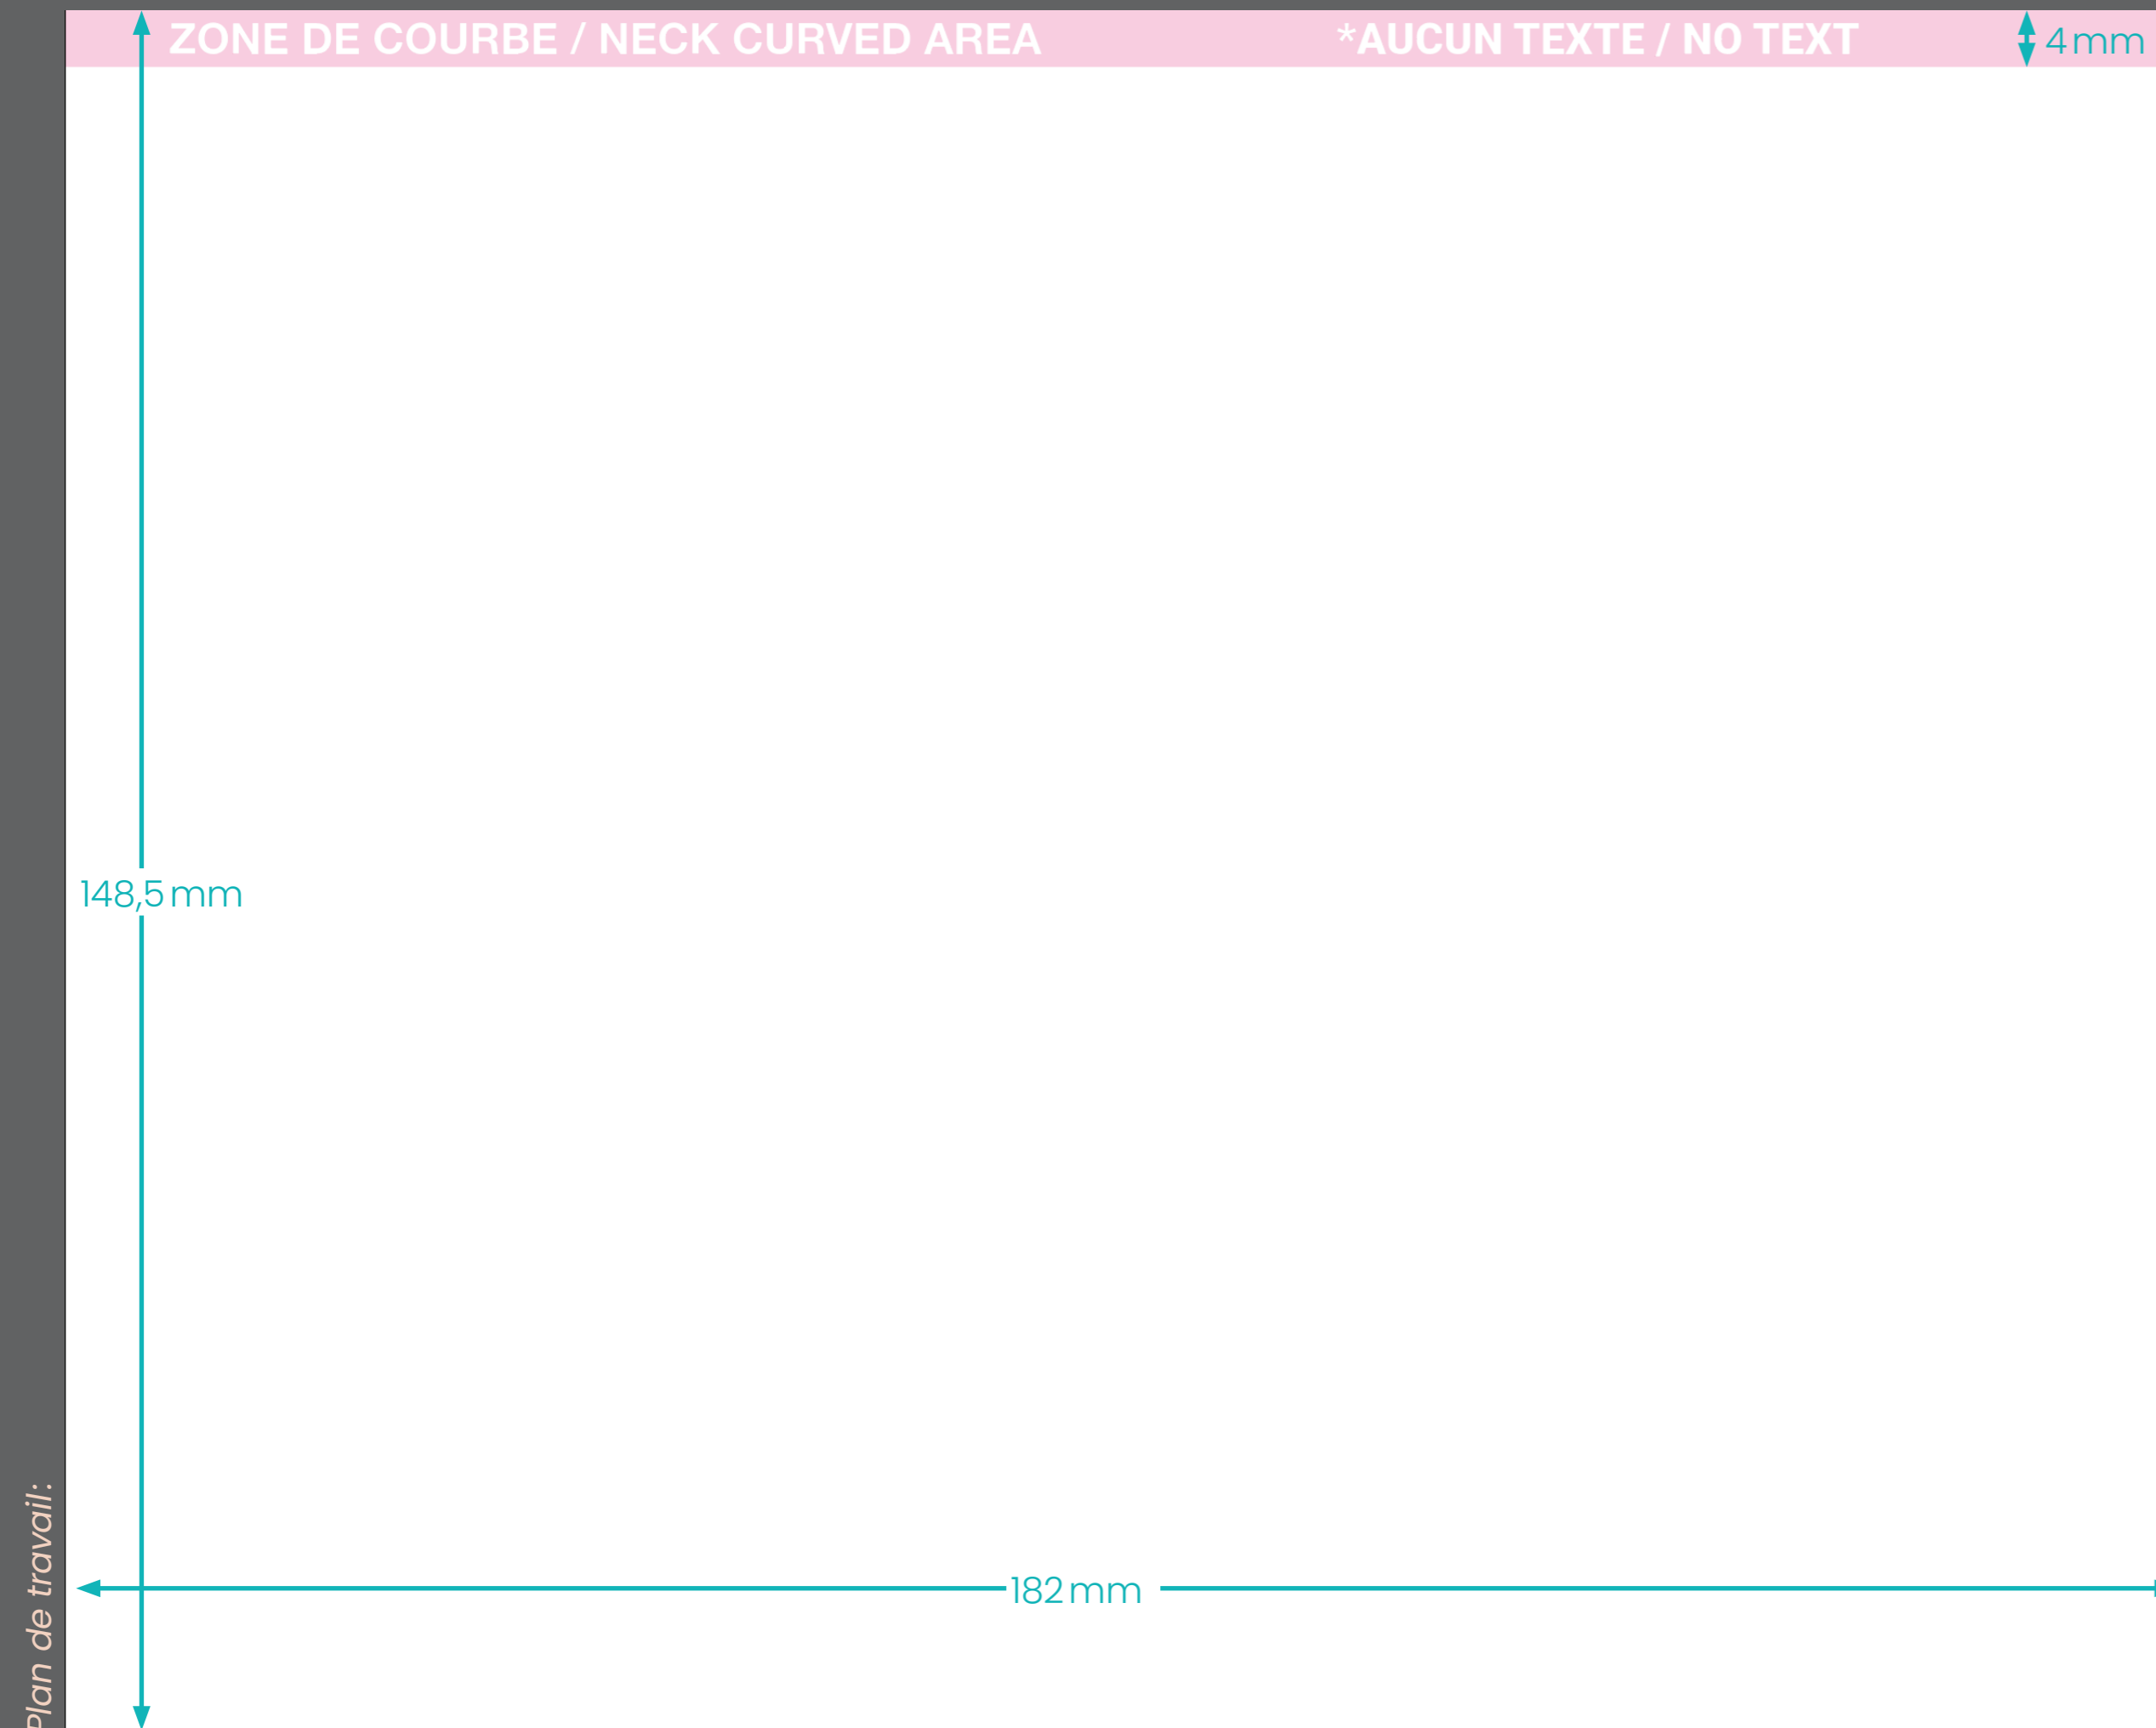 ZONE DE COURBE / NECK CURVED AREA
*AUCUN TEXTE / NO TEXT
4 mm
148,5 mm
182 mm
Plan de travail :